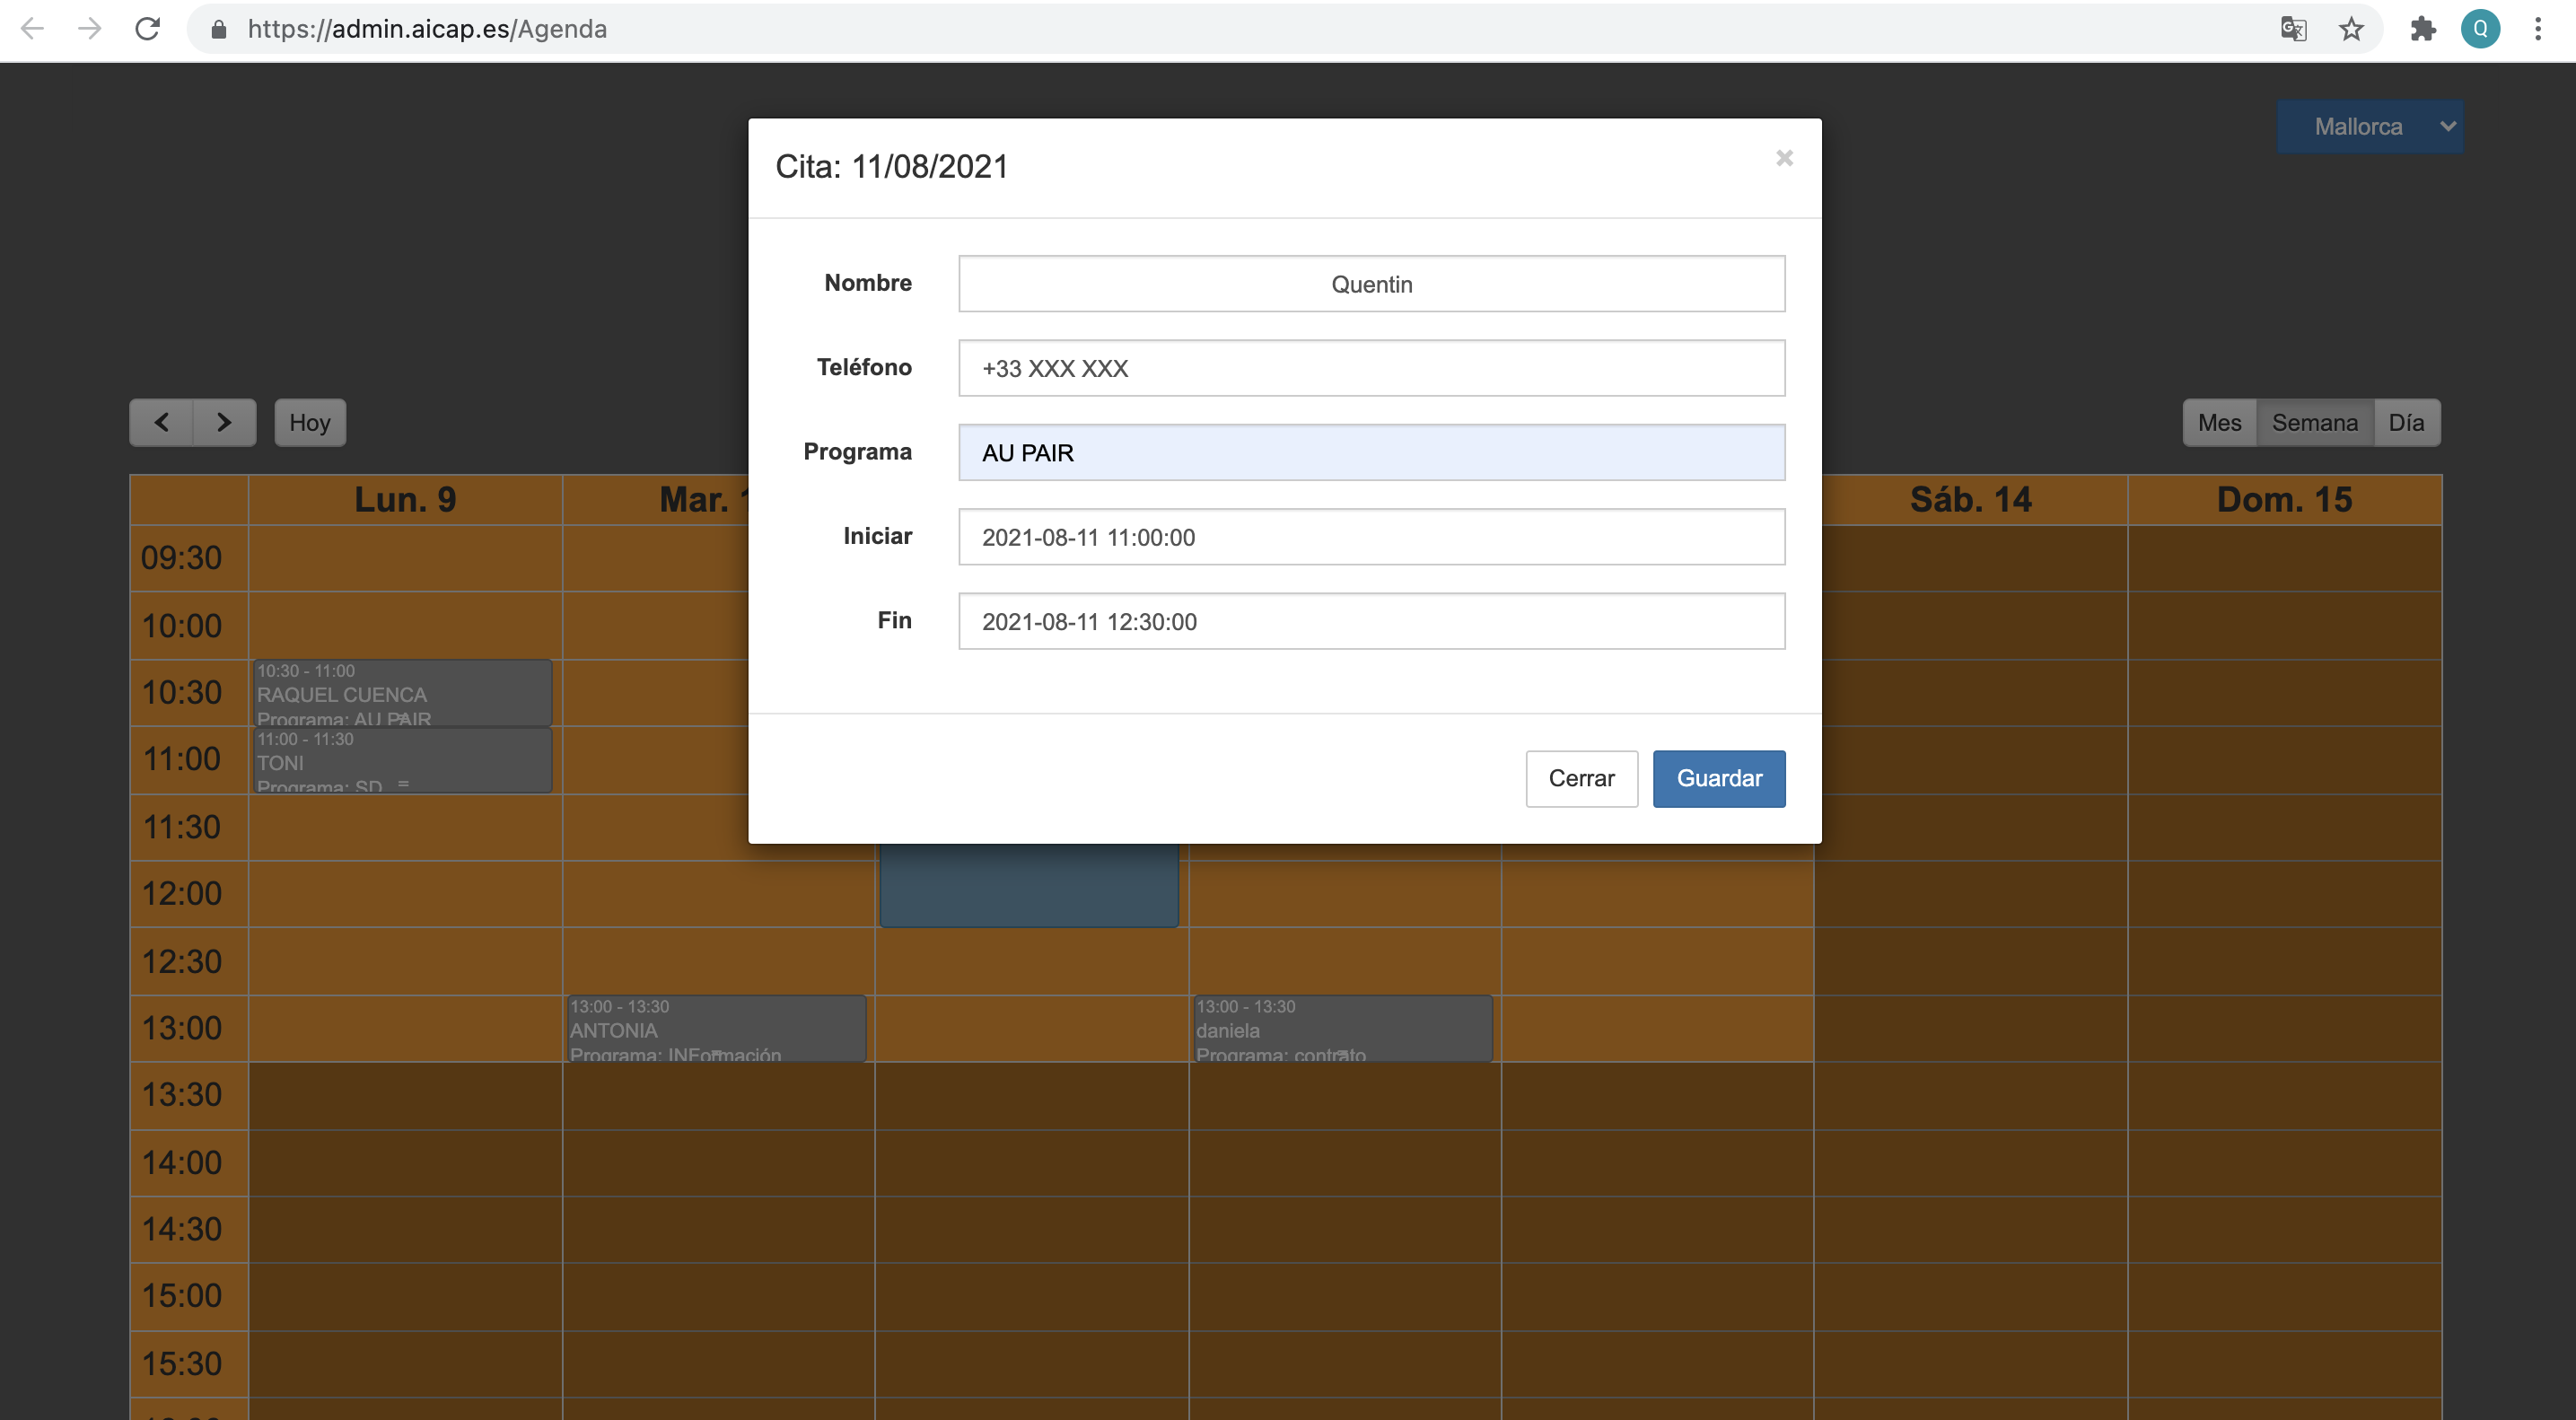 https://admin.aicap.es/Agenda
Q
Mallorca
Cita: 11/08/2021
×
Nombre
Quentin
Teléfono
+33 XXX XXX
Programa
AU PAIR
Iniciar
2021-08-11 11:00:00
Fin
2021-08-11 12:30:00
Cerrar
Guardar
Hoy
Mes
Semana
Día
Lun. 9
Mar.
Sáb. 14
Dom. 15
09:30
10:00
10:30
10:30 - 11:00
RAQUEL CUENCA
Programa: AU PAIR
11:00
11:00 - 11:30
TONI
Programa: SD
11:30
12:00
12:30
13:00
13:00 - 13:30
ANTONIA
Programa: INFormación
13:00 - 13:30
daniela
Programa: contrato
13:30
14:00
14:30
15:00
15:30